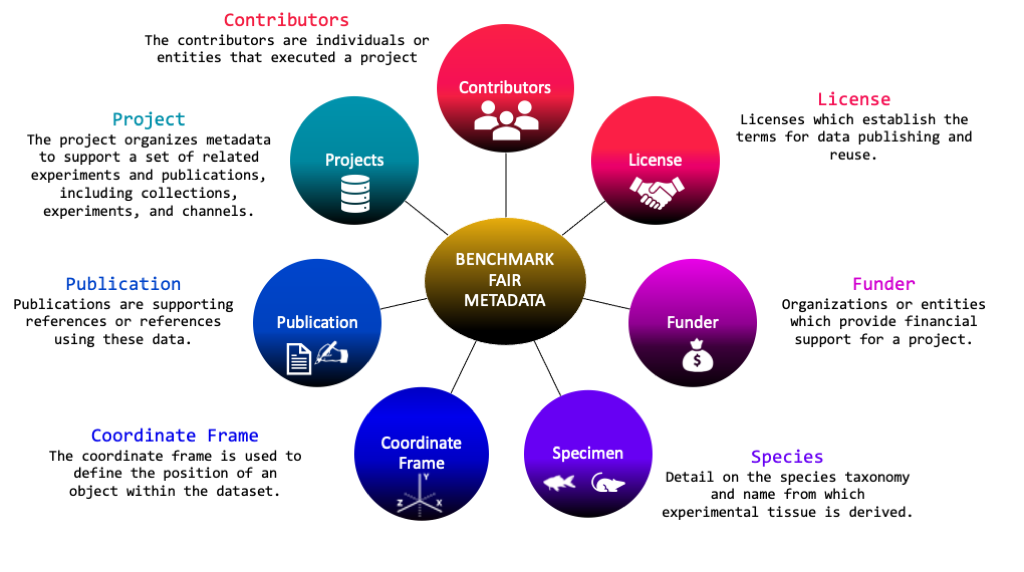 Contributors
The contributors are individuals or
entities that executed a project
Contributors
License
Licenses which establish the
terms for data publishing and
reuse.
Project
The project organizes metadata
to support a set of related
experiments and publications,
including collections,
experiments, and channels.
Projects
License
BENCHMARK
FAIR
METADATA
Publication
Publications are supporting
references or references
using these data.
Publication
Funder
$
Funder
Organizations or entities
which provide financial
support for a project.
Coordinate Frame
The coordinate frame is used to
define the position of an
object within the dataset.
Coordinate
Frame
Y
Z
X
Specimen
Species
Detail on the species taxonomy
and name from which
experimental tissue is derived.